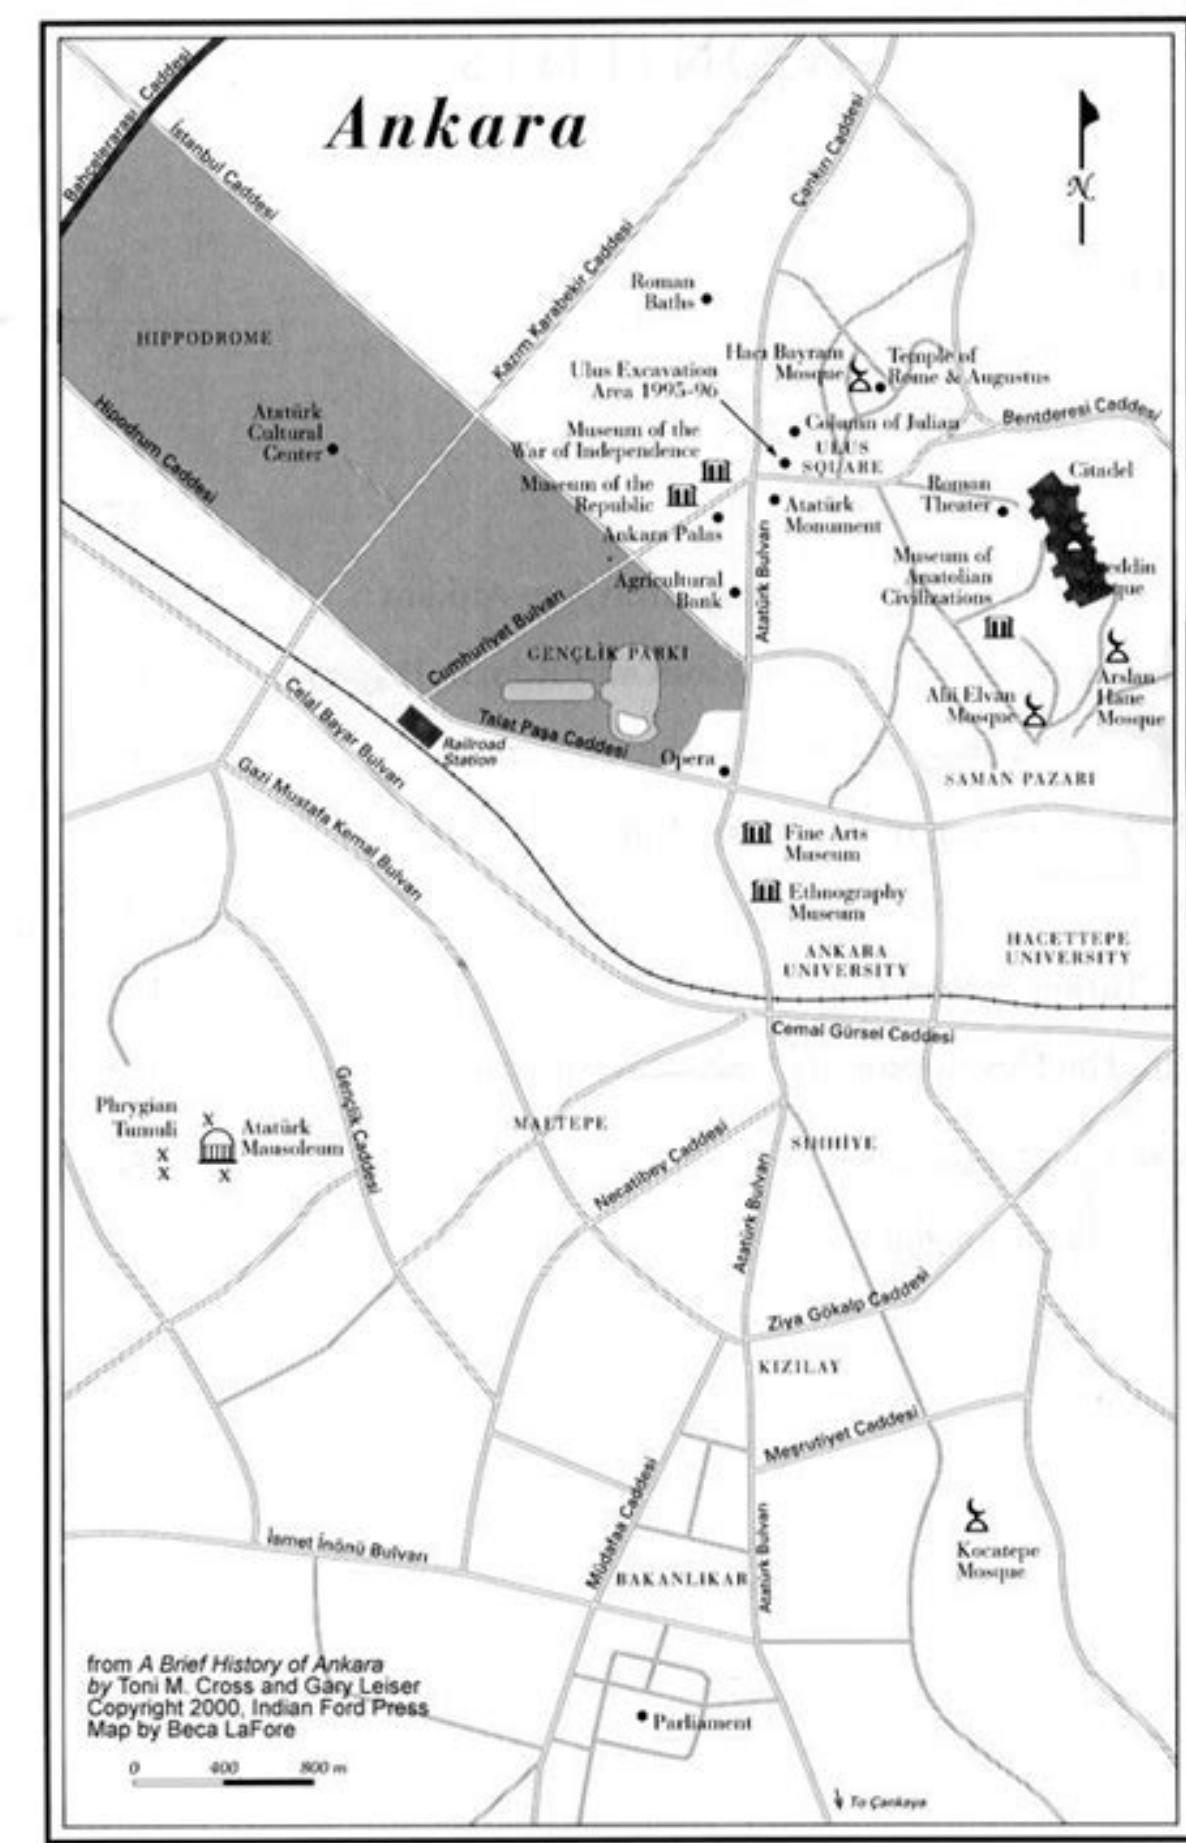 Ankara
Bahçelerarası Caddesi
İstanbul Caddesi
Kazım Karabekir Caddesi
Çankırı Caddesi
N
Roman
Baths
HIPPODROME
Hipodrum Caddesi
Atatürk
Cultural
Center
Ulus Excavation
Area 1995-96
Hacı Bayram
Mosque
Temple of
Rome & Augustus
Column of Julian
Bentderesi Caddesi
Museum of the
War of Independence
ULUS
SQUARE
Museum of the
Republic
Ankara Palas
Atatürk
Monument
Roman
Theater
Citadel
Agricultural
Bank
Atatürk Bulvarı
Museum of
Anatolian
Civilizations
eddin
que
Cumhuriyet Bulvarı
GENÇLİK PARKI
Arslan
Hane
Mosque
Talat Paşa Caddesi
Ahi Elvan
Mosque
Celal Bayar Bulvarı
Railroad
Station
Opera
SAMAN PAZARI
Gazi Mustafa Kemal Bulvarı
Fine Arts
Museum
Ethnography
Museum
ANKARA
UNIVERSITY
HACETTEPE
UNIVERSITY
Cemal Gürsel Caddesi
Gençlik Caddesi
Phrygian
Tumuli
X
X
X
X
Atatürk
Mausoleum
MALTEPE
Necatibey Caddesi
SIHHİYE
Atatürk Bulvarı
Ziya Gökalp Caddesi
KIZILAY
Meşrutiyet Caddesi
Müdafaa Caddesi
Atatürk Bulvarı
İsmet İnönü Bulvarı
BAKANLIKAR
Kocatepe
Mosque
from A Brief History of Ankara
by Toni M. Cross and Gary Leiser
Copyright 2000, Indian Ford Press
Map by Beca LaFore
0 400 800 m
Parliament
To Çankaya